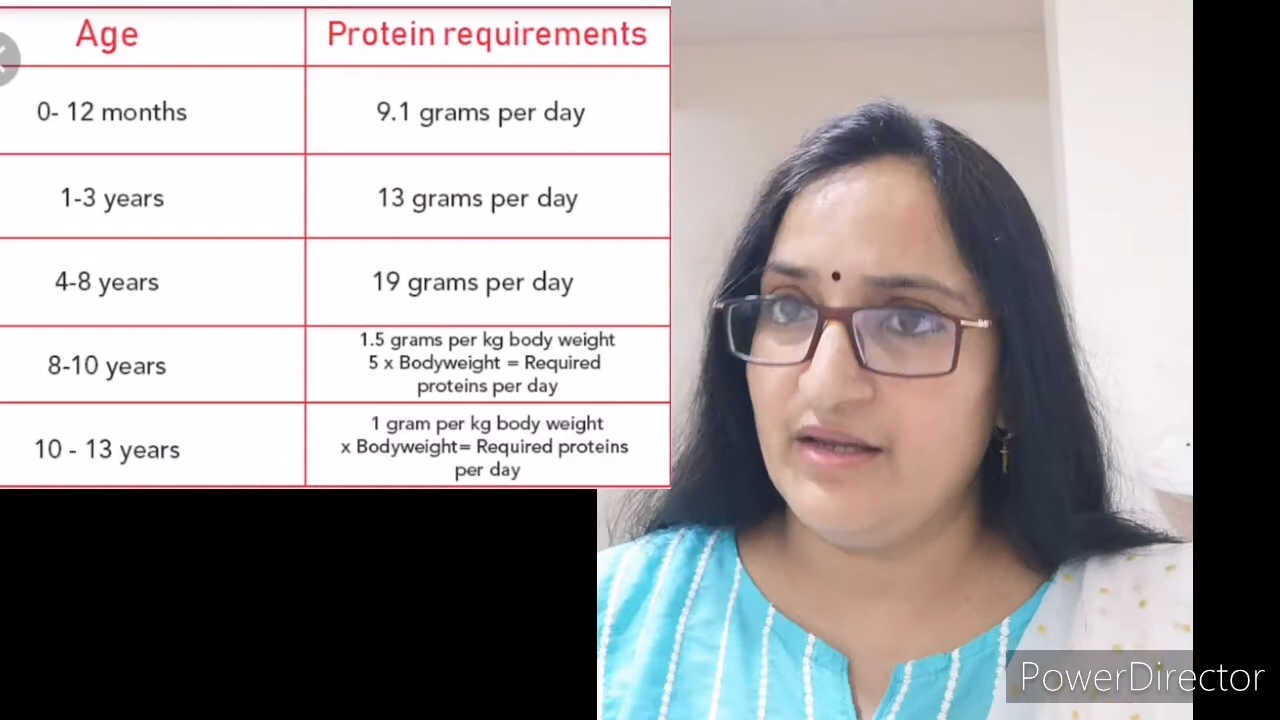 Age
Protein requirements
0- 12 months
9.1 grams per day
1-3 years
13 grams per day
4-8 years
19 grams per day
8-10 years
1.5 grams per kg body weight
5 x Bodyweight = Required
proteins per day
10 - 13 years
1 gram per kg body weight
x Bodyweight= Required proteins
per day
PowerDirector